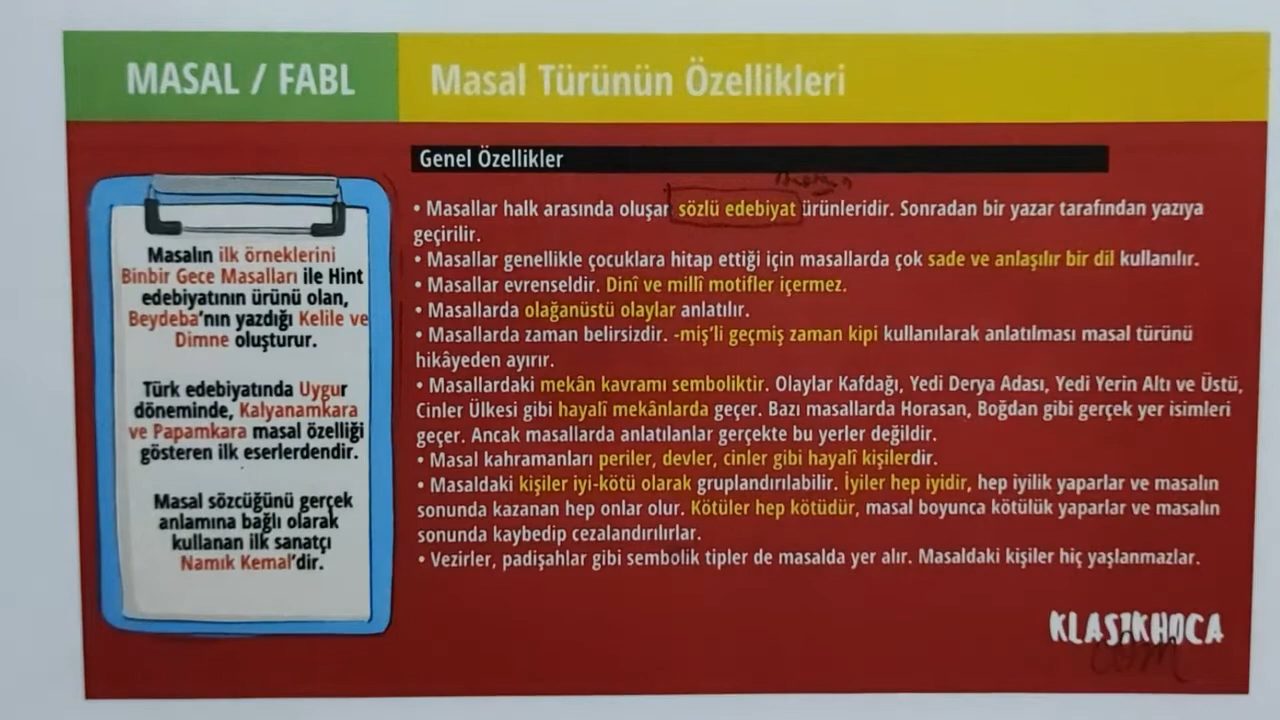 MASAL / FABL
Masal Türünün Özellikleri
Genel Özellikler
• Masallar halk arasında oluşan sözlü edebiyat ürünleridir. Sonradan bir yazar tarafından yazıya
geçirilir.
• Masallar genellikle çocuklara hitap ettiği için masallarda çok sade ve anlaşılır bir dil kullanılır.
• Masallar evrenseldir. Dinî ve millî motifler içermez.
• Masallarda olağanüstü olaylar anlatılır.
• Masallarda zaman belirsizdir. -miş'li geçmiş zaman kipi kullanılarak anlatılması masal türünü
hikâyeden ayırır.
• Masallardaki mekân kavramı semboliktir. Olaylar Kafdağı, Yedi Derya Adası, Yedi Yerin Altı ve Üstü,
Cinler Ülkesi gibi hayalî mekânlarda geçer. Bazı masallarda Horasan, Boğdan gibi gerçek yer isimleri
geçer. Ancak masallarda anlatılanlar gerçekte bu yerler değildir.
• Masal kahramanları periler, devler, cinler gibi hayalî kişilerdir.
• Masaldaki kişiler iyi-kötü olarak gruplandırılabilir. İyiler hep iyidir, hep iyilik yaparlar ve masalın
sonunda kazanan hep onlar olur. Kötüler hep kötüdür, masal boyunca kötülük yaparlar ve masalın
sonunda kaybedip cezalandırılırlar.
• Vezirler, padişahlar gibi sembolik tipler de masalda yer alır. Masaldaki kişiler hiç yaşlanmazlar.
Masalın ilk örneklerini
Binbir Gece Masalları ile Hint
edebiyatının ürünü olan,
Beydeba'nın yazdığı Kelile ve
Dimne oluşturur.
Türk edebiyatında Uygur
döneminde, Kalyanamkara
ve Papamkara masal özelliği
gösteren ilk eserlerdendir.
Masal sözcüğünü gerçek
anlamına bağlı olarak
kullanan ilk sanatçı
Namık Kemal'dir.
KLASİKHOCA
com